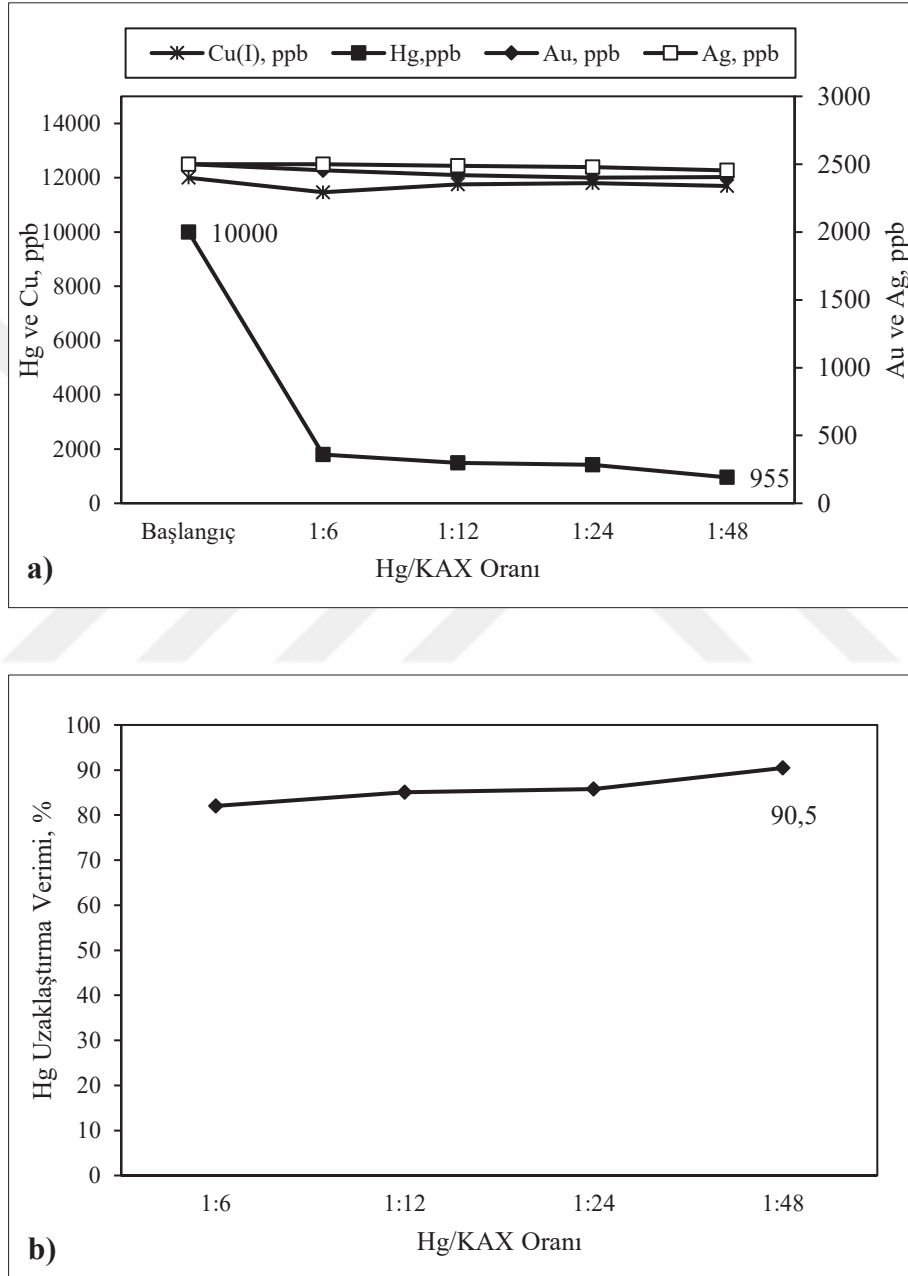 Cu(I), ppb Hg,ppb Au, ppb Ag, ppb
14000
12000
10000
8000
6000
4000
2000
0
Hg ve Cu, ppb
3000
2500
2000
1500
1000
500
0
Au ve Ag, ppb
10000
955
Başlangıç 1:6 1:12 1:24 1:48
Hg/KAX Oranı
a)
100
90
80
70
60
50
40
30
20
10
0
Hg Uzaklaştırma Verimi, %
90,5
1:6 1:12 1:24 1:48
Hg/KAX Oranı
b)